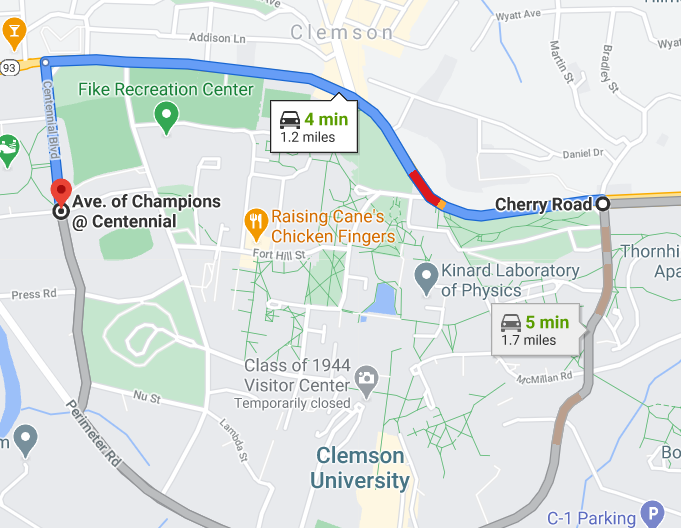 Wyatt Ave
Clemson
Addison Ln
Wyatt Ave
Martin St
Bradley St
93
Fike Recreation Center
Centennial Blvd
4 min
1.2 miles
Daniel Dr
Ave. of Champions
@ Centennial
Cherry Road
Raising Cane's
Chicken Fingers
Fort Hill St
Kinard Laboratory
of Physics
Thornhi
Apa
Press Rd
5 min
1.7 miles
Class of 1944
Visitor Center
Temporarily closed
McMillan Rd
Nu St
Perimeter Rd
Lambda St
m
Clemson
University
Bo
C-1 Parking
P